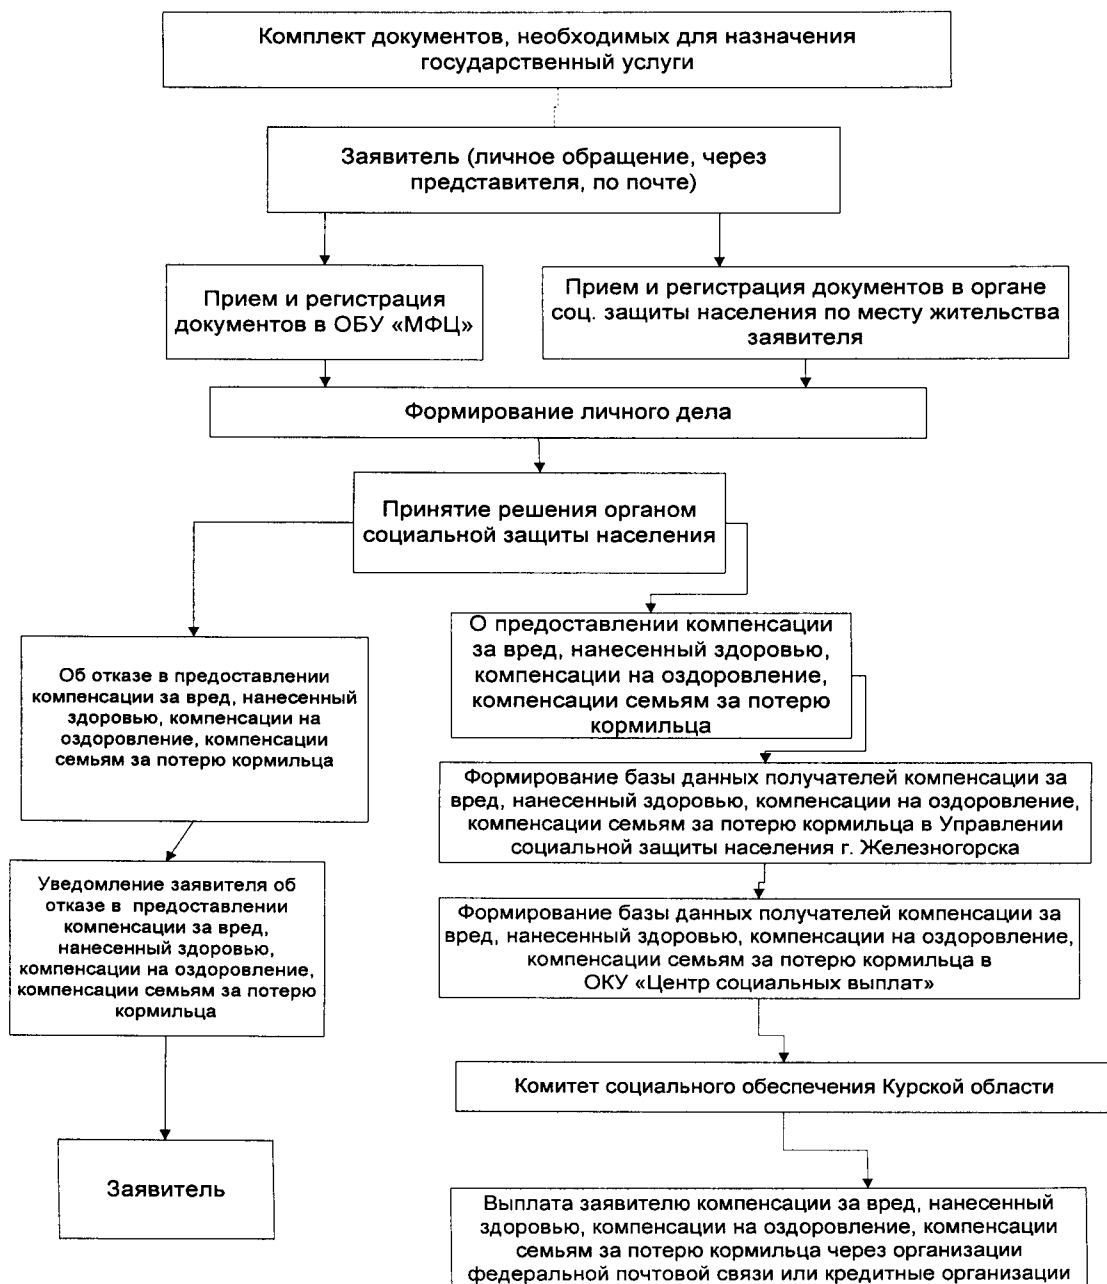 Комплект документов, необходимых для назначения
государственный услуги
Заявитель (личное обращение, через
представителя, по почте)
Прием и регистрация
документов в ОБУ «МФЦ»
Прием и регистрация документов в органе
соц. защиты населения по месту жительства
заявителя
Формирование личного дела
Принятие решения органом
социальной защиты населения
Об отказе в предоставлении
компенсации за вред, нанесенный
здоровью, компенсации на
оздоровление, компенсации
семьям за потерю кормильца
Уведомление заявителя об
отказе в предоставлении
компенсации за вред,
нанесенный здоровью,
компенсации на оздоровление,
компенсации семьям за потерю
кормильца
Заявитель
О предоставлении компенсации
за вред, нанесенный здоровью,
компенсации на оздоровление,
компенсации семьям за потерю
кормильца
Формирование базы данных получателей компенсации за
вред, нанесенный здоровью, компенсации на оздоровление,
компенсации семьям за потерю кормильца в Управлении
социальной защиты населения г. Железногорска
Формирование базы данных получателей компенсации за
вред, нанесенный здоровью, компенсации на оздоровление,
компенсации семьям за потерю кормильца в
ОКУ «Центр социальных выплат»
Комитет социального обеспечения Курской области
Выплата заявителю компенсации за вред, нанесенный
здоровью, компенсации на оздоровление, компенсации
семьям за потерю кормильца через организации
федеральной почтовой связи или кредитные организации